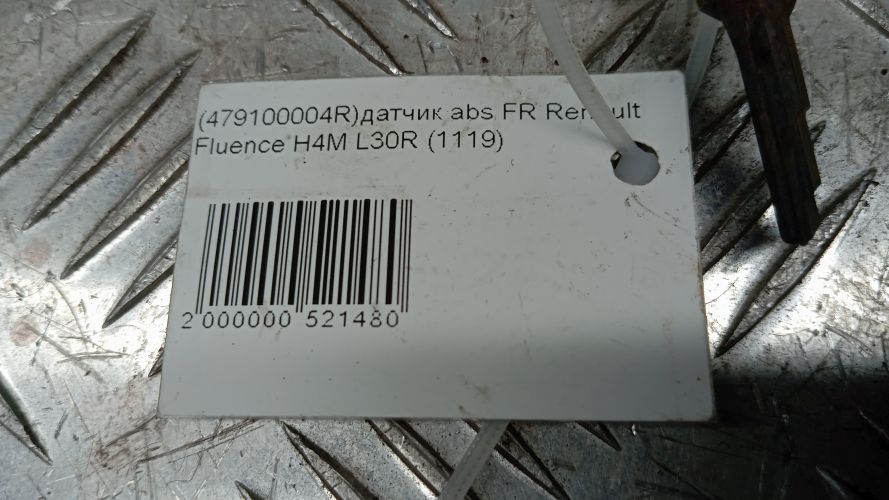 (479100004R)датчик abs FR Renault
Fluence H4M L30R (1119)
2 000000 521480